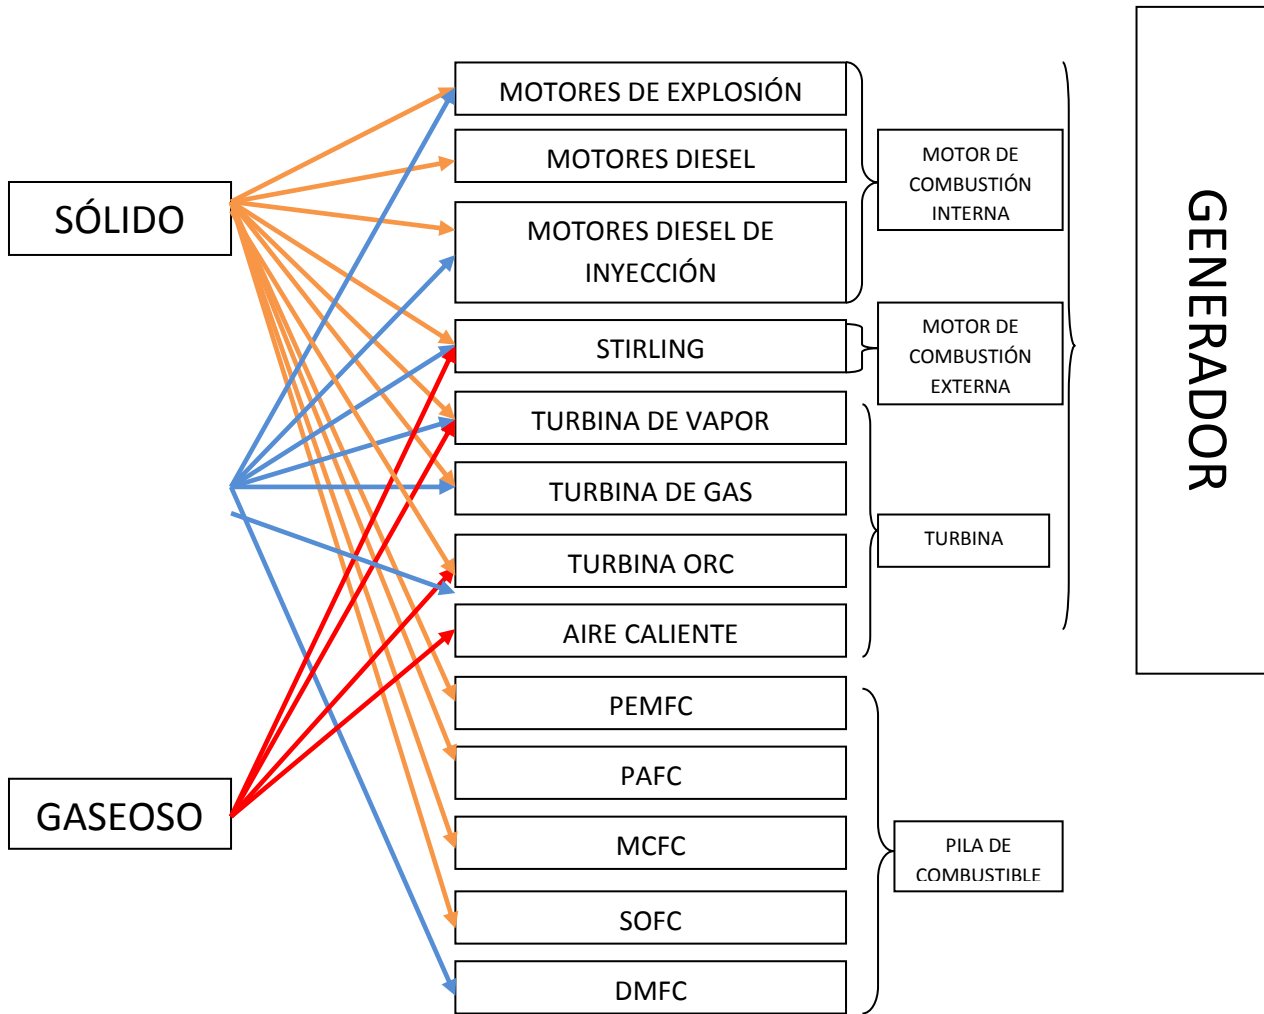 SÓLIDO
GASEOSO
MOTORES DE EXPLOSIÓN
MOTORES DIESEL
MOTORES DIESEL DE
INYECCIÓN
STIRLING
TURBINA DE VAPOR
TURBINA DE GAS
TURBINA ORC
AIRE CALIENTE
PEMFC
PAFC
MCFC
SOFC
DMFC
MOTOR DE
COMBUSTIÓN
INTERNA
MOTOR DE
COMBUSTIÓN
EXTERNA
TURBINA
PILA DE
COMBUSTIBLE
GENERADOR